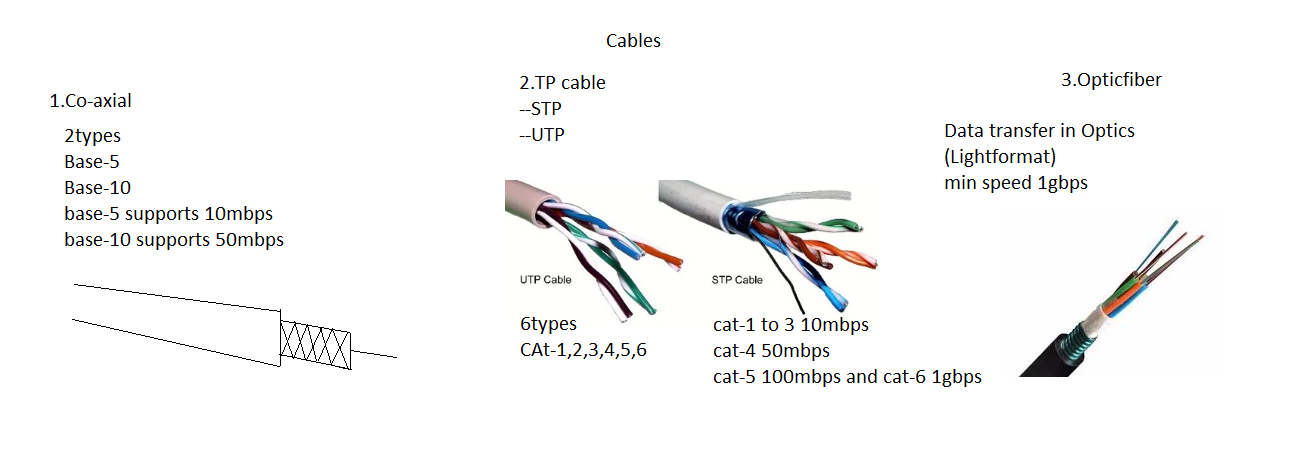 Cables
1.Co-axial
2types
Base-5
Base-10
base-5 supports 10mbps
base-10 supports 50mbps
2.TP cable
--STP
--UTP
UTP Cable
STP Cable
6types
CAt-1,2,3,4,5,6
cat-1 to 3 10mbps
cat-4 50mbps
cat-5 100mbps and cat-6 1gbps
3.Opticfiber
Data transfer in Optics
(Lightformat)
min speed 1gbps